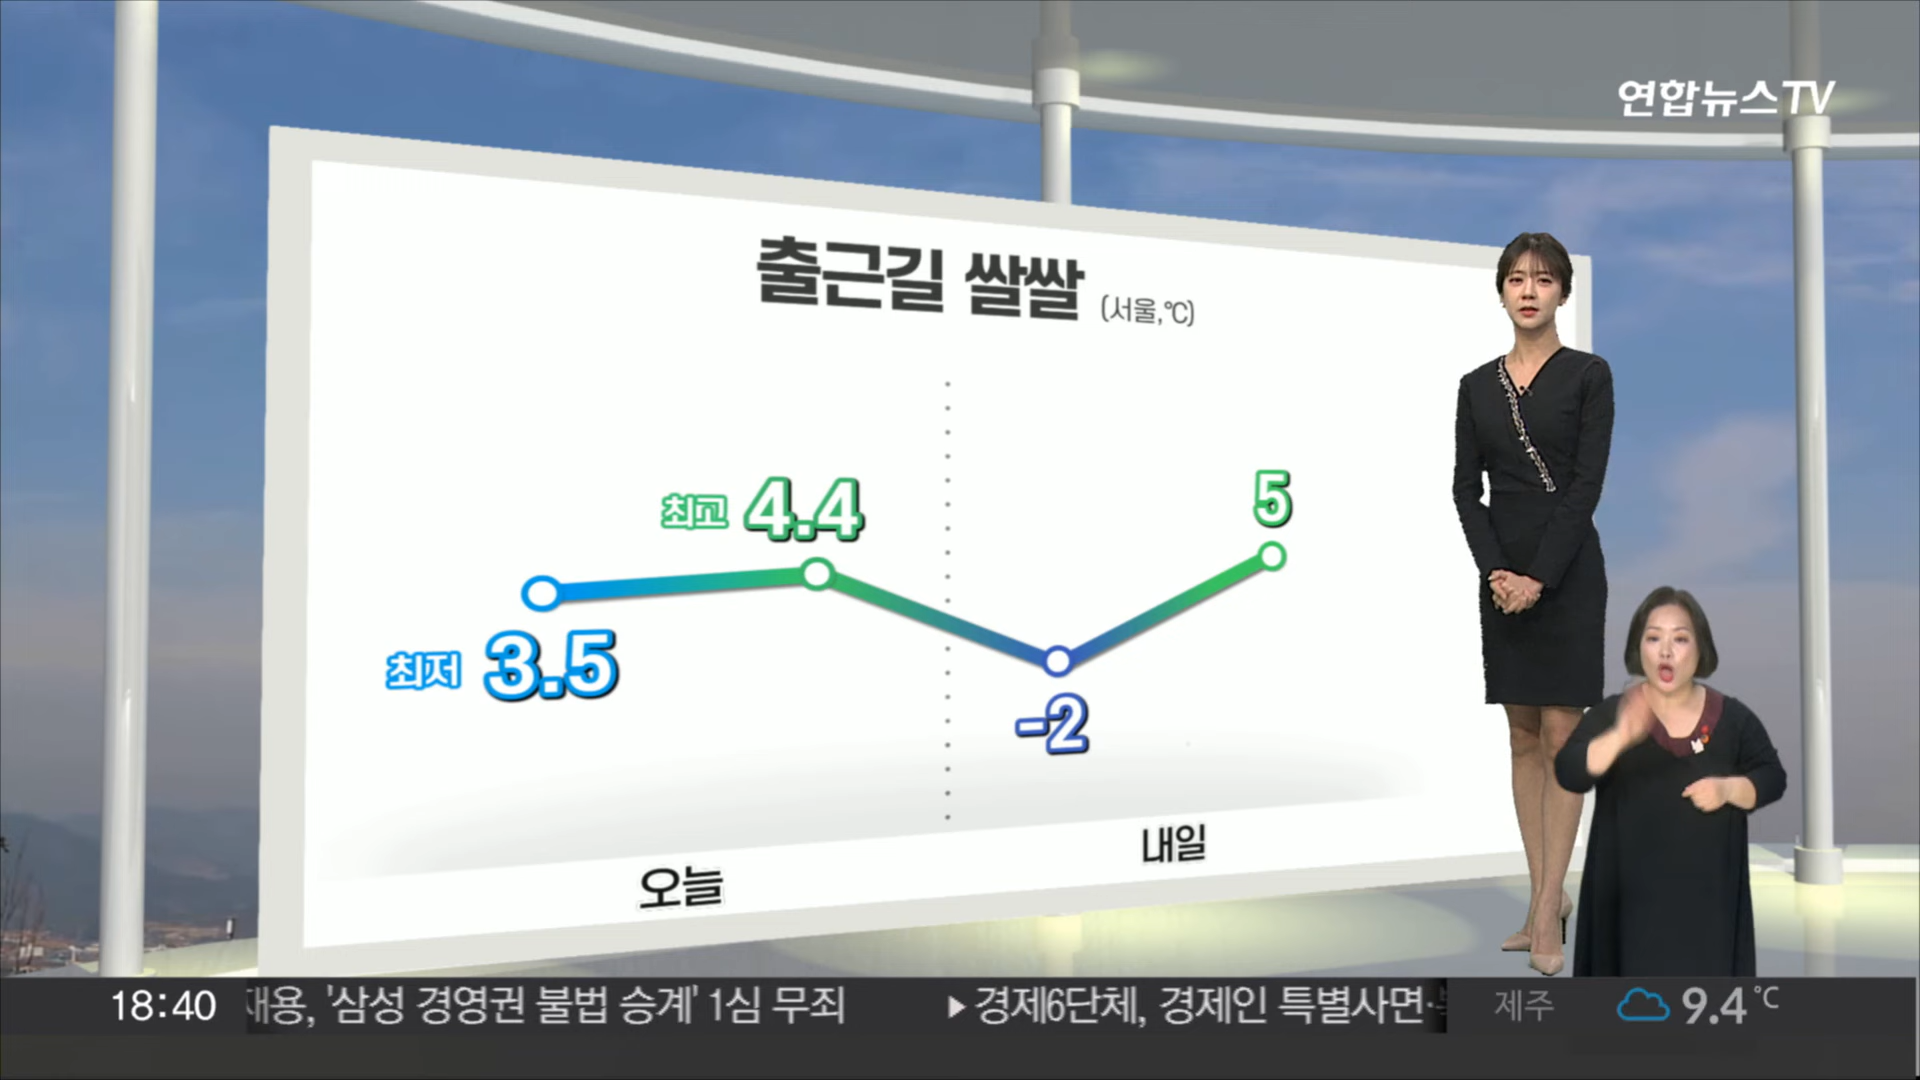 연합뉴스TV
출근길 쌀쌀 (서울,℃)
최고 4.4
5
최저 3.5
-2
오늘
내일
18:40 재용, '삼성 경영권 불법 승계' 1심 무죄 ▶경제6단체, 경제인 특별사면· 제주 9.4℃